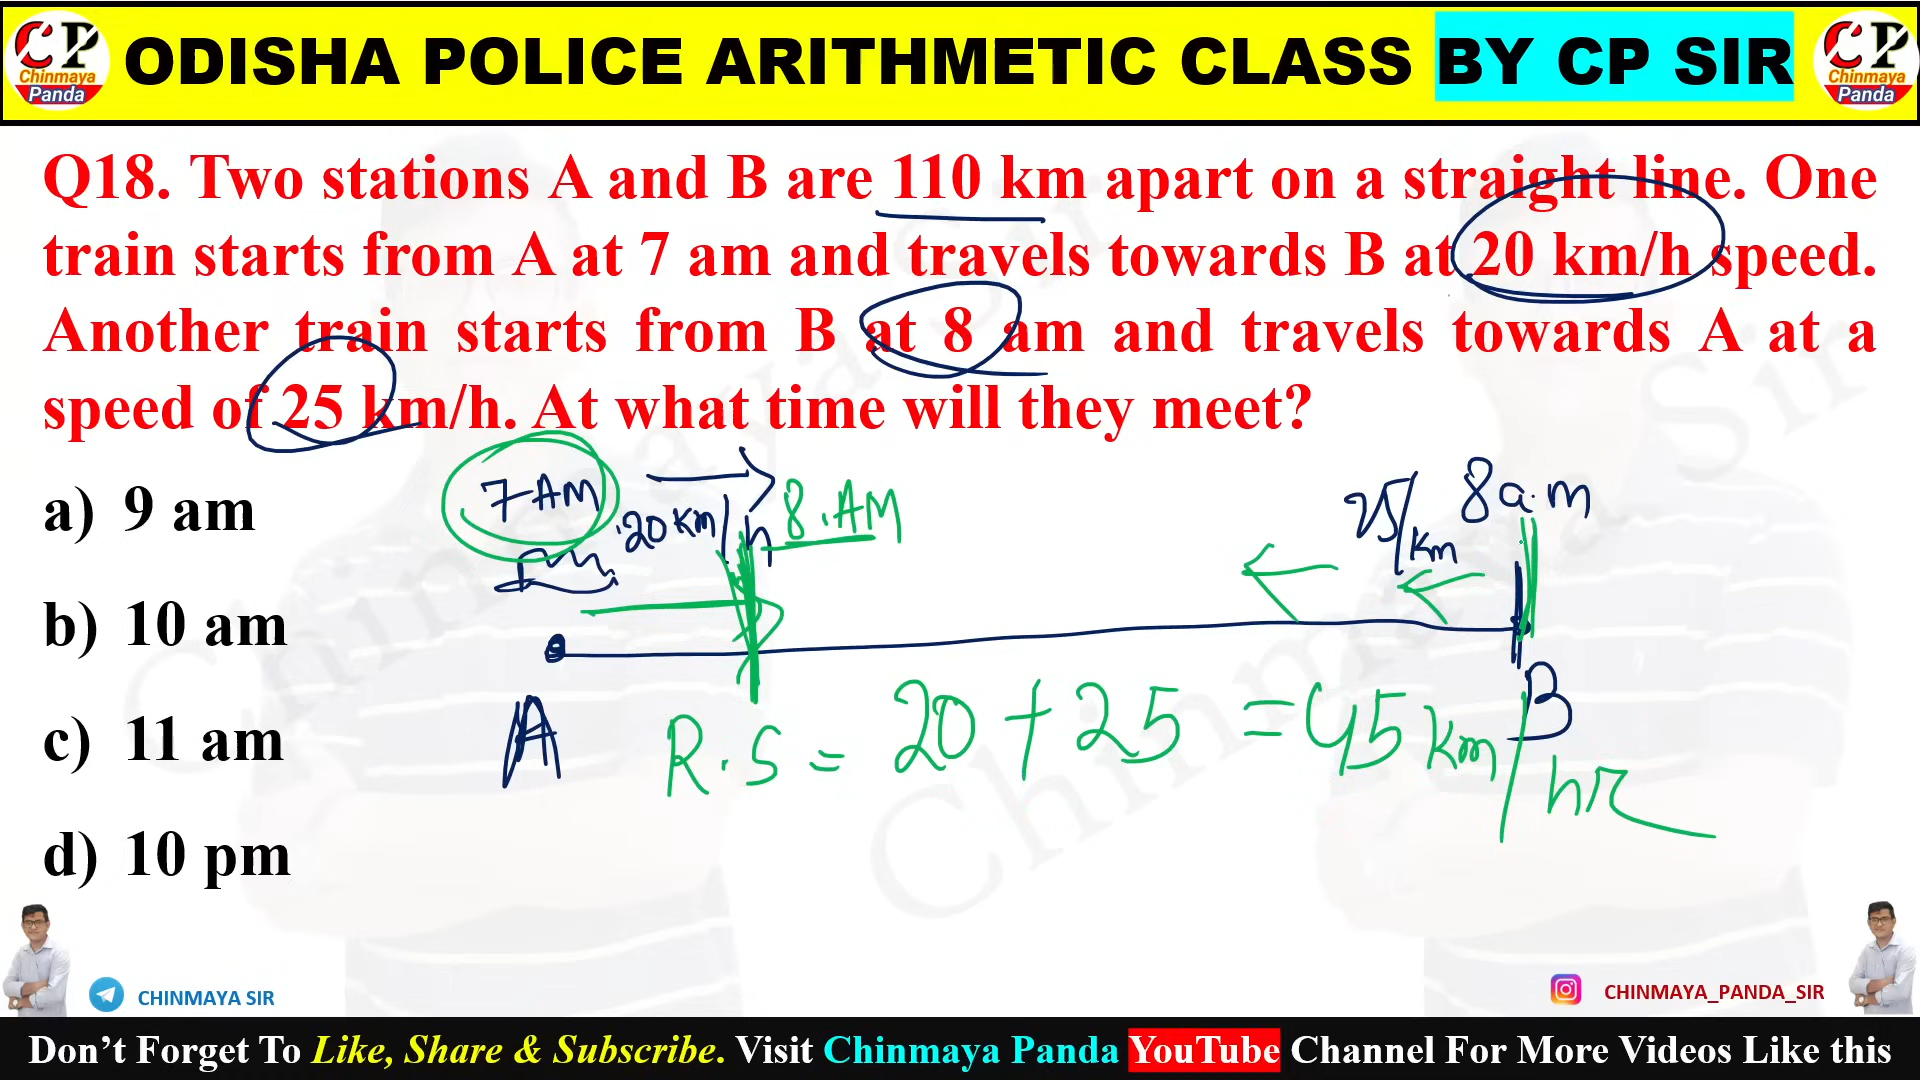 CP Chinmaya Panda
ODISHA POLICE ARITHMETIC CLASS BY CP SIR
CP Chinmaya Panda
Q18. Two stations A and B are 110 km apart on a straight line. One
train starts from A at 7 am and travels towards B at 20 km/h speed.
Another train starts from B at 8 am and travels towards A at a
speed of 25 km/h. At what time will they meet?
7AM 20 km/h 8.AM 25/km 8a.m
a) 9 am
b) 10 am
A B
R.S = 20 + 25 = 45 km/hr
c) 11 am
d) 10 pm
CHINMAYA SIR
CHINMAYA_PANDA_SIR
Don’t Forget To Like, Share & Subscribe. Visit Chinmaya Panda YouTube Channel For More Videos Like this